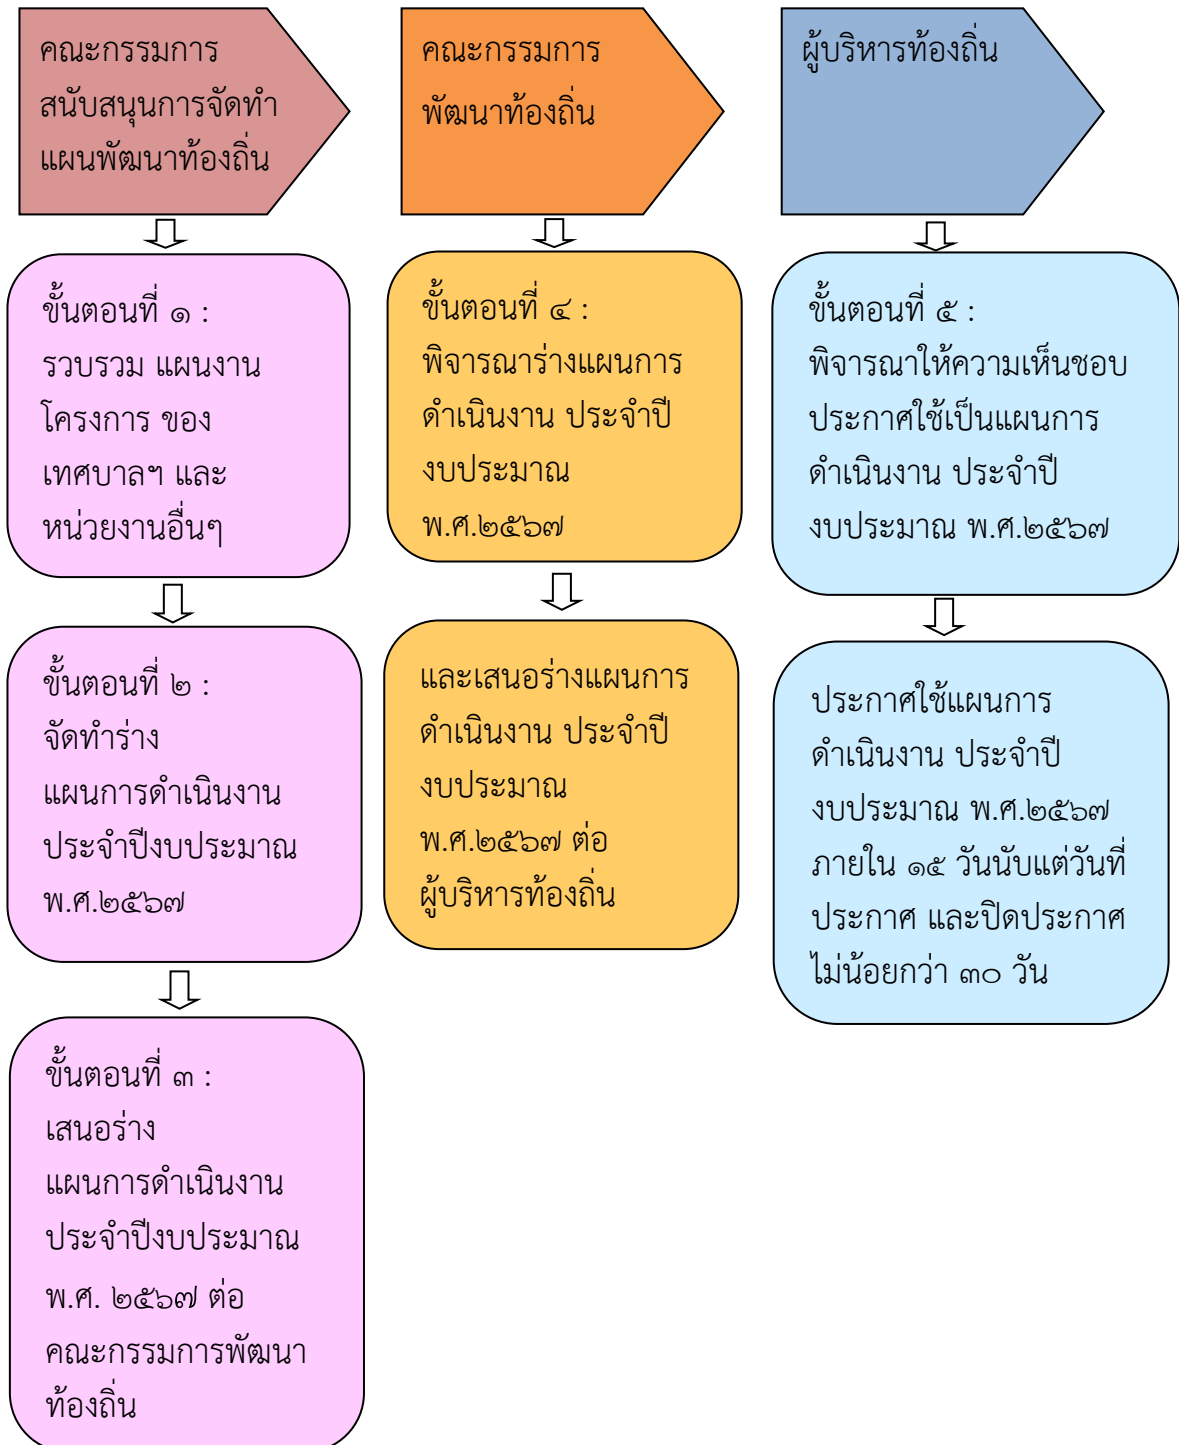 คณะกรรมการ
สนับสนุนการจัดทำ
แผนพัฒนาท้องถิ่น
ขั้นตอนที่ ๑ :
รวบรวม แผนงาน
โครงการ ของ
เทศบาลฯ และ
หน่วยงานอื่นๆ
ขั้นตอนที่ ๒ :
จัดทำร่าง
แผนการดำเนินงาน
ประจำปีงบประมาณ
พ.ศ.๒๕๖๗
ขั้นตอนที่ ๓ :
เสนอร่าง
แผนการดำเนินงาน
ประจำปีงบประมาณ
พ.ศ. ๒๕๖๗ ต่อ
คณะกรรมการพัฒนา
ท้องถิ่น
คณะกรรมการ
พัฒนาท้องถิ่น
ขั้นตอนที่ ๔ :
พิจารณาร่างแผนการ
ดำเนินงาน ประจำปี
งบประมาณ
พ.ศ.๒๕๖๗
และเสนอร่างแผนการ
ดำเนินงาน ประจำปี
งบประมาณ
พ.ศ.๒๕๖๗ ต่อ
ผู้บริหารท้องถิ่น
ผู้บริหารท้องถิ่น
ขั้นตอนที่ ๕ :
พิจารณาให้ความเห็นชอบ
ประกาศใช้เป็นแผนการ
ดำเนินงาน ประจำปี
งบประมาณ พ.ศ.๒๕๖๗
ประกาศใช้แผนการ
ดำเนินงาน ประจำปี
งบประมาณ พ.ศ.๒๕๖๗
ภายใน ๑๕ วันนับแต่วันที่
ประกาศ และปิดประกาศ
ไม่น้อยกว่า ๓๐ วัน